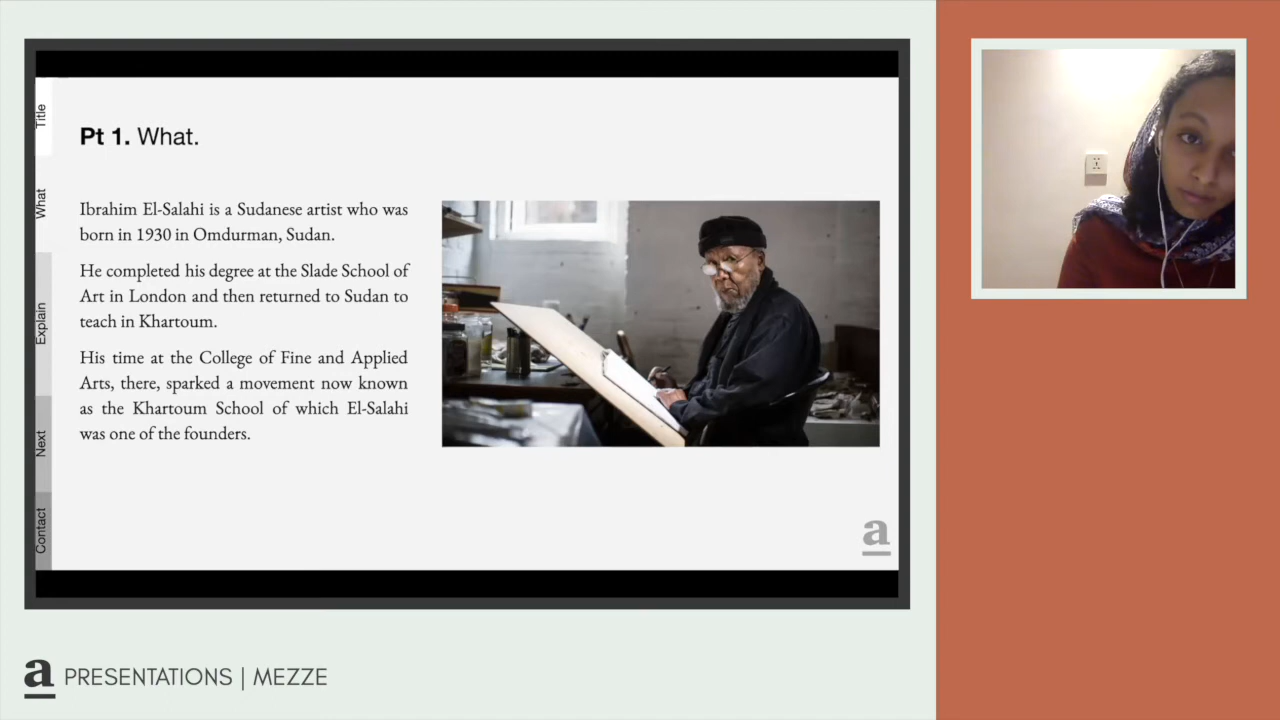 Title
What
Explain
Next
Contact
Pt 1. What.
Ibrahim El-Salahi is a Sudanese artist who was
born in 1930 in Omdurman, Sudan.
He completed his degree at the Slade School of
Art in London and then returned to Sudan to
teach in Khartoum.
His time at the College of Fine and Applied
Arts, there, sparked a movement now known
as the Khartoum School of which El-Salahi
was one of the founders.
a
a PRESENTATIONS | MEZZE